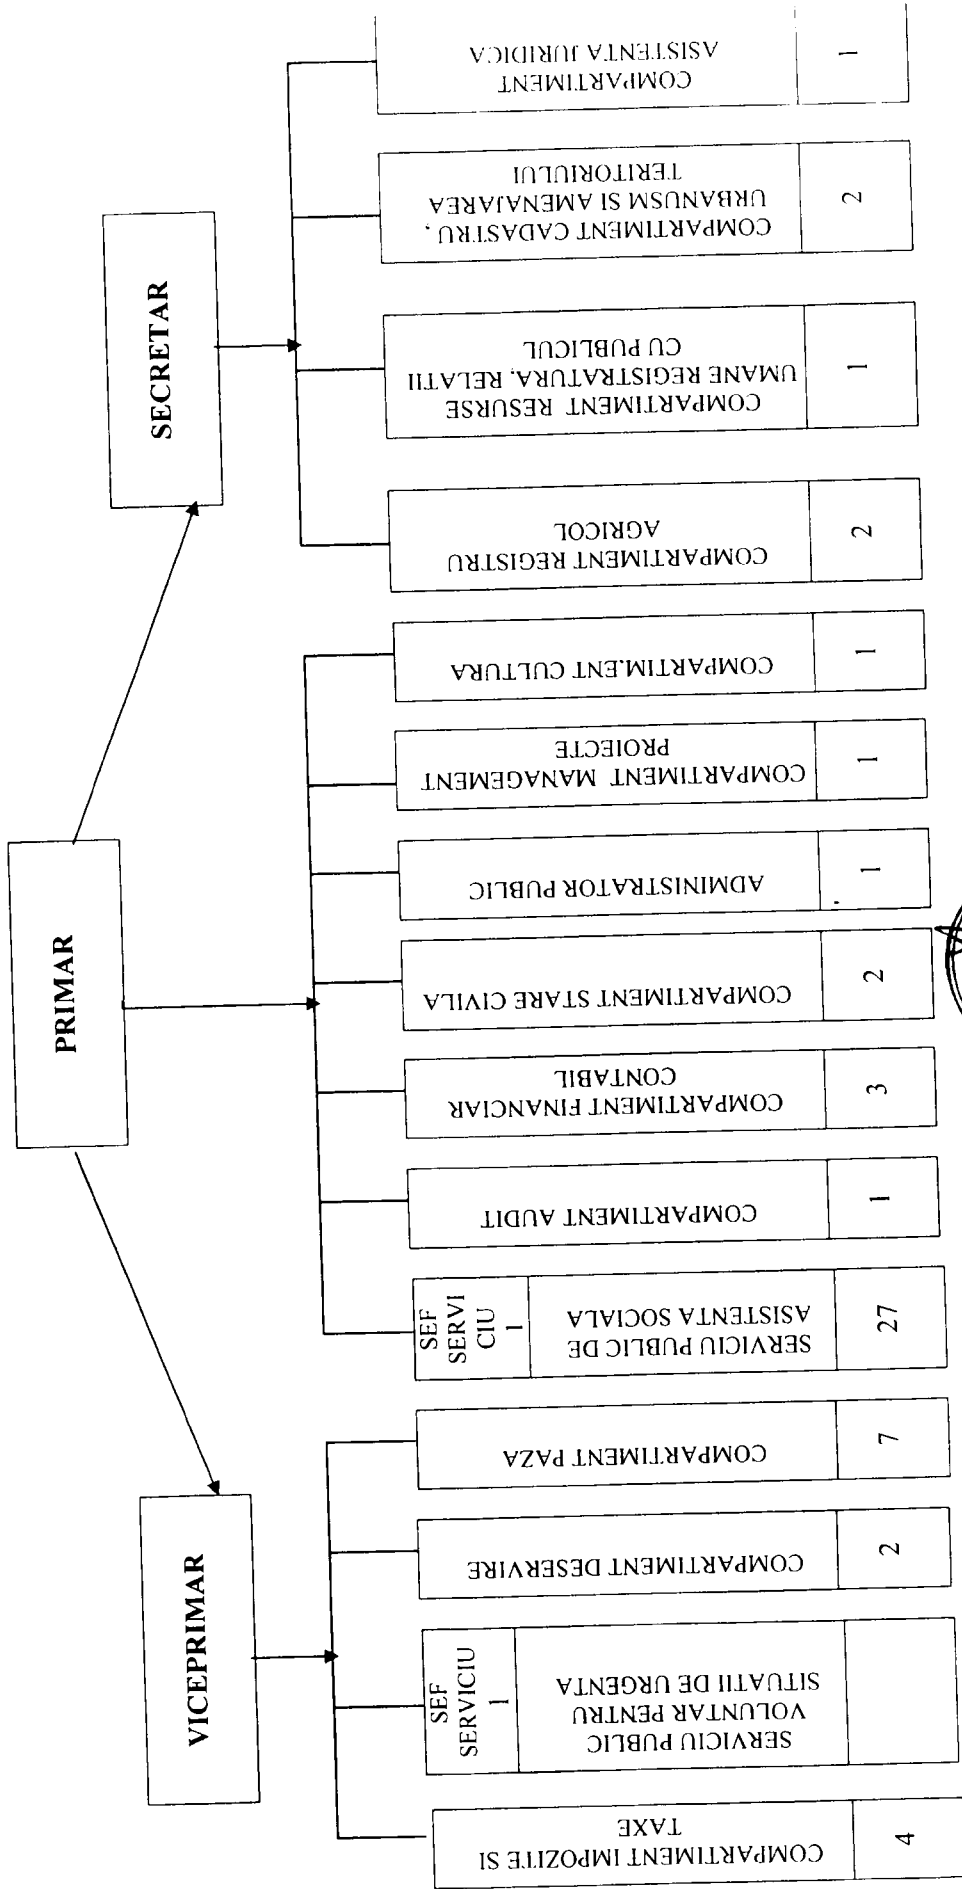 PRIMAR
VICEPRIMAR
SECRETAR
COMPARTIMENT IMPOZITE SI
TAXE
4
SEF
SERVICIU
1
SERVICIU PUBLIC
VOLUNTAR PENTRU
SITUATII DE URGENTA
COMPARTIMENT DESERVIRE
2
COMPARTIMENT PAZA
7
SEF
SERVI
CIU
1
SERVICIU PUBLIC DE
ASISTENTA SOCIALA
27
COMPARTIMENT AUDIT
1
COMPARTIMENT FINANCIAR
CONTABIL
3
COMPARTIMENT STARE CIVILA
2
ADMINISTRATOR PUBLIC
1
COMPARTIMENT MANAGEMENT
PROIECTE
1
COMPARTIM.ENT CULTURA
1
COMPARTIMENT REGISTRU
AGRICOL
2
COMPARTIMENT RESURSE
UMANE REGISTRATURA, RELATII
CU PUBLICUL
1
COMPARTIMENT CADASTRU,
URBANUSM SI AMENAJAREA
TERITORIULUI
2
COMPARTIMENT
ASISTENTA JURIDICA
1